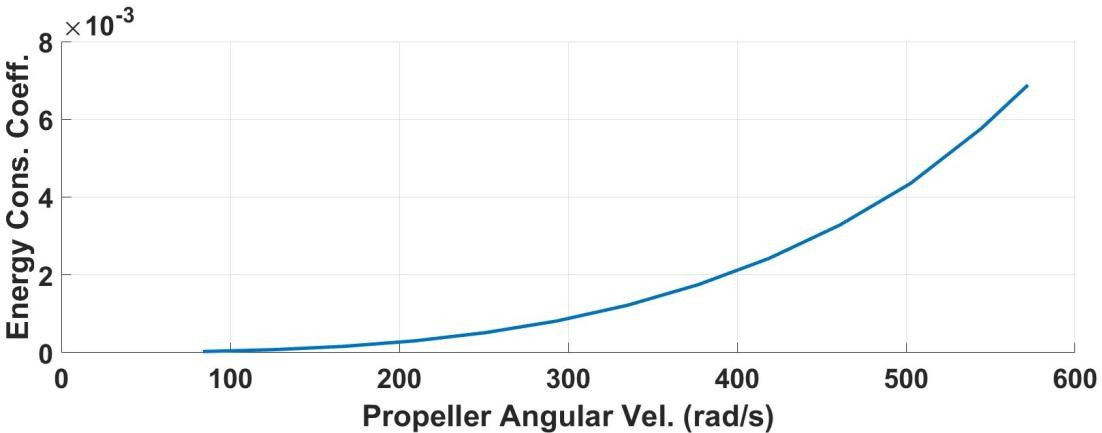 ×10-3
8
6
4
2
0
Energy Cons. Coeff.
0 100 200 300 400 500 600
Propeller Angular Vel. (rad/s)